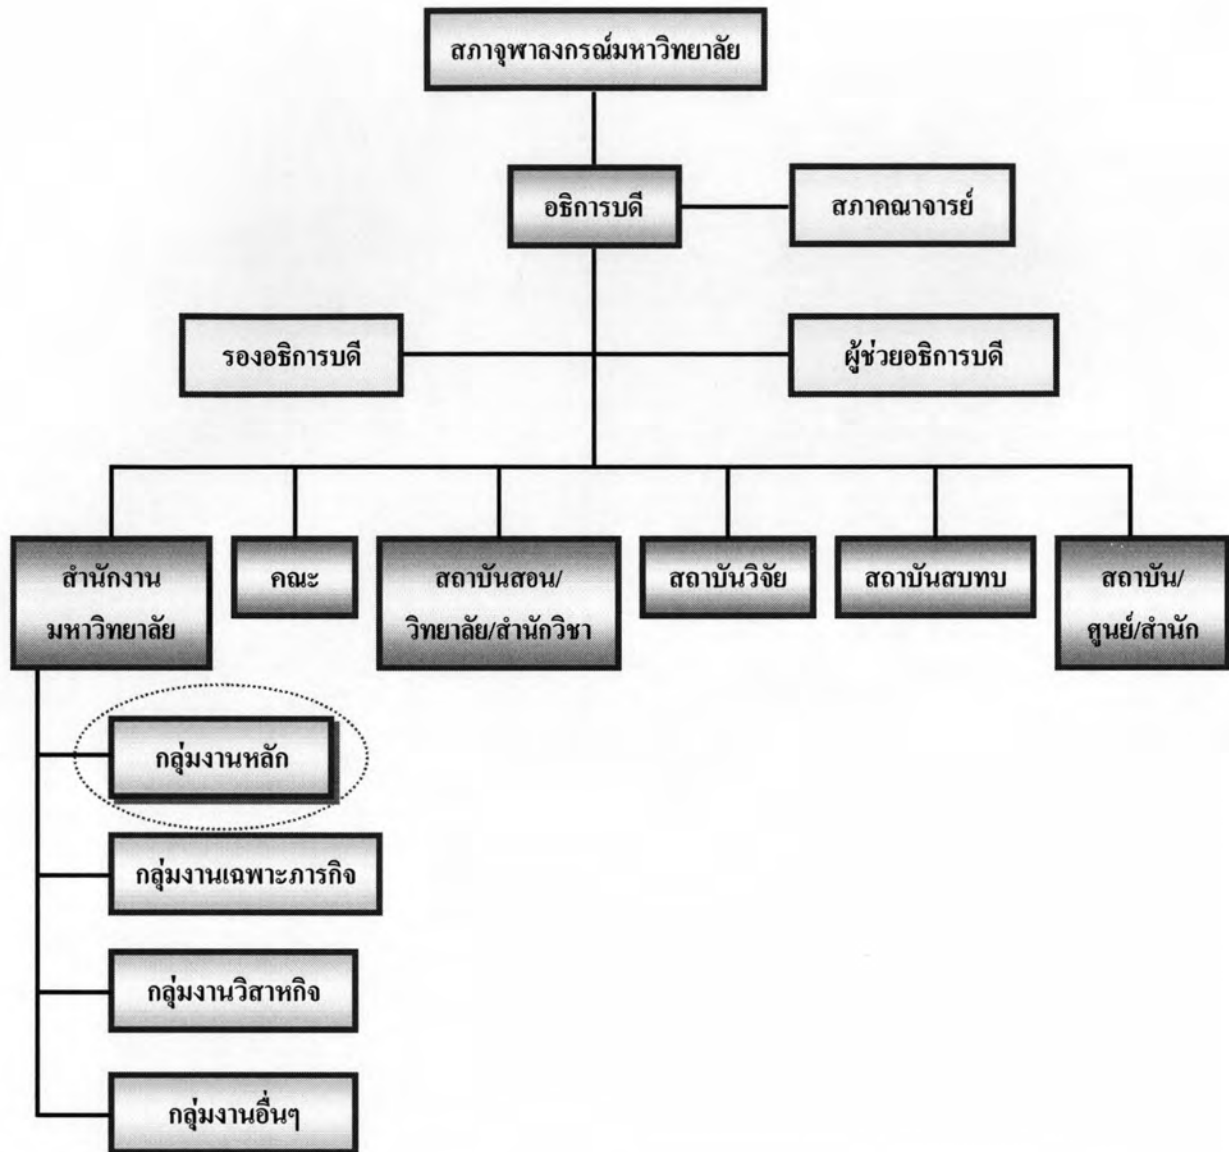 สภาจุฬาลงกรณ์มหาวิทยาลัย
อธิการบดี
สภาคณาจารย์
รองอธิการบดี
ผู้ช่วยอธิการบดี
สำนักงาน
มหาวิทยาลัย
คณะ
สถาบันสอน/
วิทยาลัย/สำนักวิชา
สถาบันวิจัย
สถาบันสบทบ
สถาบัน/
ศูนย์/สำนัก
กลุ่มงานหลัก
กลุ่มงานเฉพาะภารกิจ
กลุ่มงานวิสาหกิจ
กลุ่มงานอื่นๆ